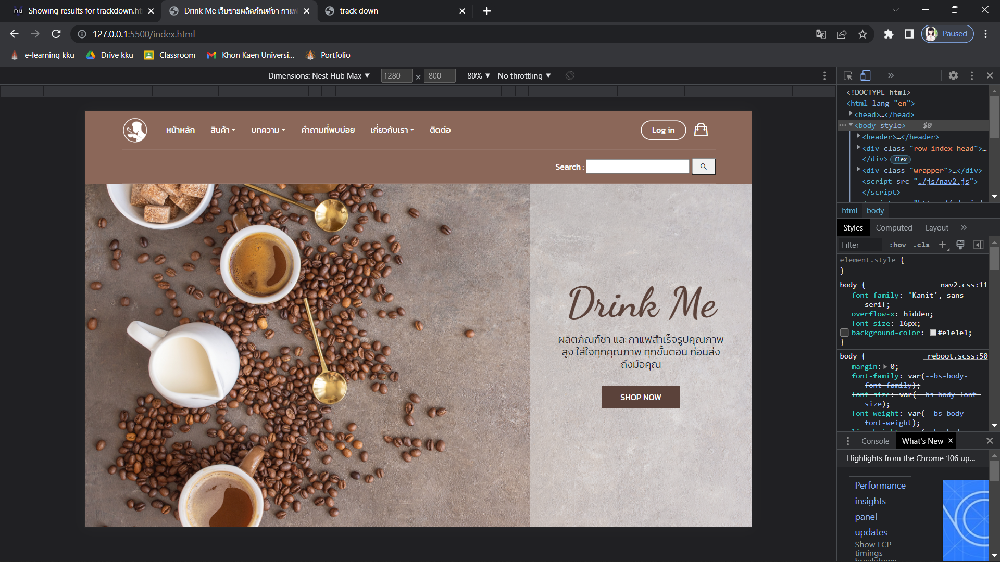 nu Showing results for trackdown.ht
Drink Me เว็บขายผลิตภัณฑ์ชา กาแฟ
track down
127.0.0.1:5500/index.html
Paused
e-learning kku
Drive kku
Classroom
Khon Kaen Universi...
Portfolio
Dimensions: Nest Hub Max ▼ 1280 × 800 80% ▼ No throttling ▼
หน้าหลัก สินค้า บทความ คำถามที่พบบ่อย เกี่ยวกับเรา ติดต่อ Log in
Search :
Drink Me
ผลิตภัณฑ์ชา และกาแฟสำเร็จรูปคุณภาพ
สูง ใส่ใจทุกคุณภาพ ทุกขั้นตอน ก่อนส่ง
ถึงมือคุณ
SHOP NOW
<!DOCTYPE html>
<html lang="en">
<head>…</head>
<body style> == $0
<header>…</header>
<div class="row index-head">…
</div> flex
<div class="wrapper">…</div>
<script src="./js/nav2.js">
</script>
html body
Styles Computed Layout
Filter :hov .cls
element.style {
}
body { nav2.css:11
font-family: 'Kanit', sans-
serif;
overflow-x: hidden;
font-size: 16px;
background-color: #e1e1e1;
}
body { _reboot.scss:50
margin: 0;
font-family: var(--bs-body-
font-family);
font-size: var(--bs-body-font-
size);
font-weight: var(--bs-body-
font-weight);
Console What's New
Highlights from the Chrome 106 up...
Performance
insights
panel
updates
Show LCP
timings
breakdown